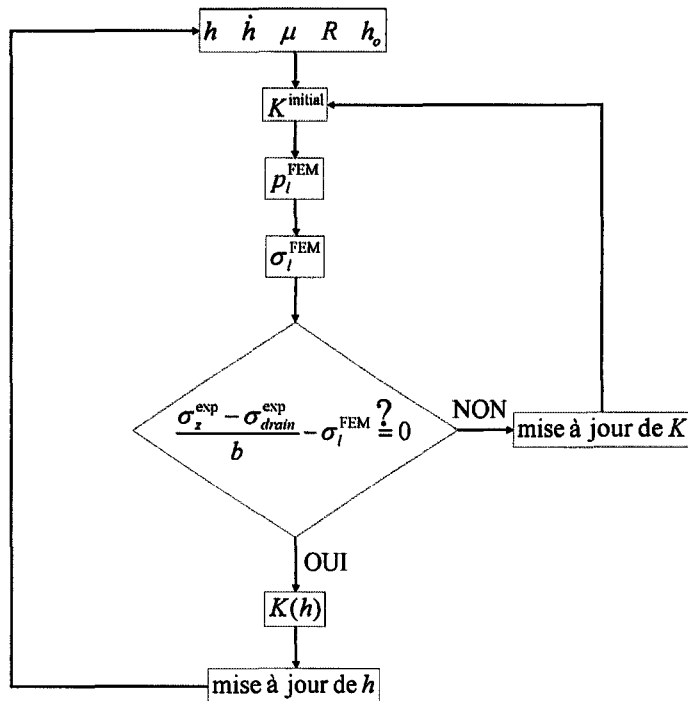 h ḣ μ R hₒ
K^initial
p_l^FEM
σ_l^FEM
(σ_z^exp − σ_drain^exp)/b − σ_l^FEM ?= 0
NON
mise à jour de K
OUI
K(h)
mise à jour de h